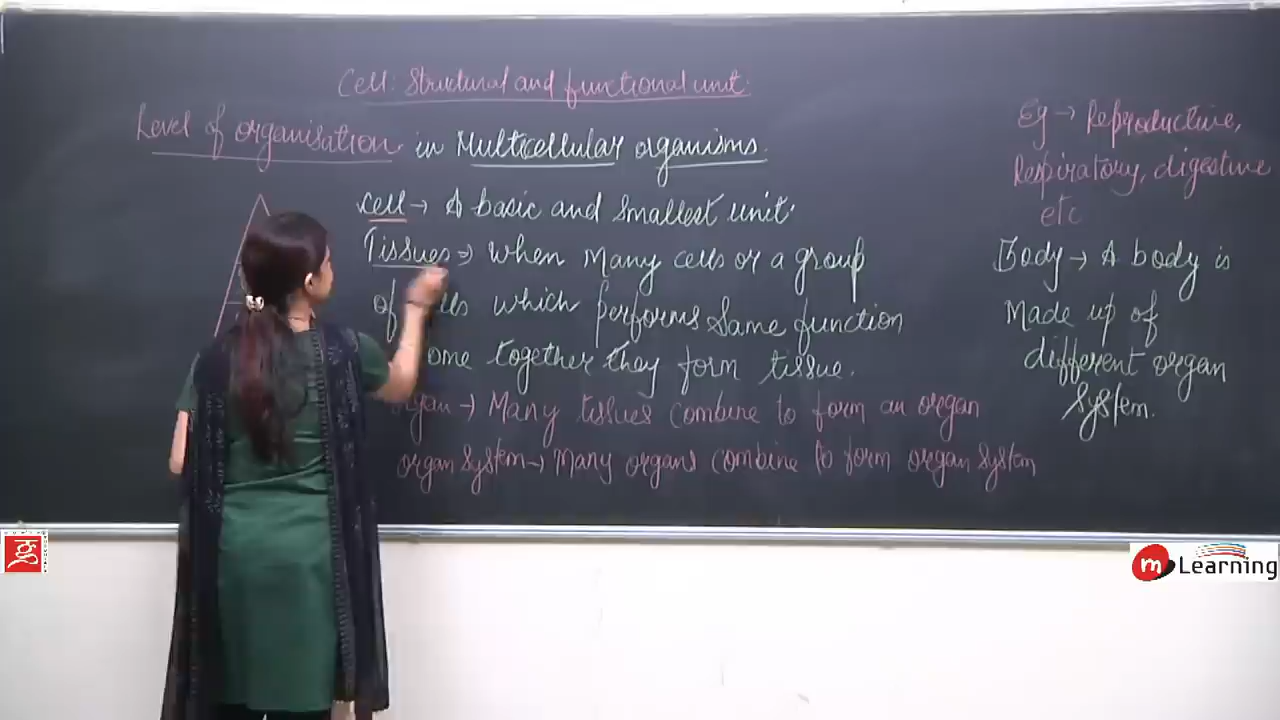 Cell: Structural and functional unit.
Level of organisation in Multicellular organisms.
Cell → A basic and smallest unit.
Tissues ⇒ When Many cells or a group
of which performs Same function
together they form tissue.
→ Many tissues combine to form an organ
organ System → Many organs combine to form organ System
Eg → Reproductive,
Respiratory, digestive
etc
Body → A body is
Made up of
different organ
System.
ग
m Learning